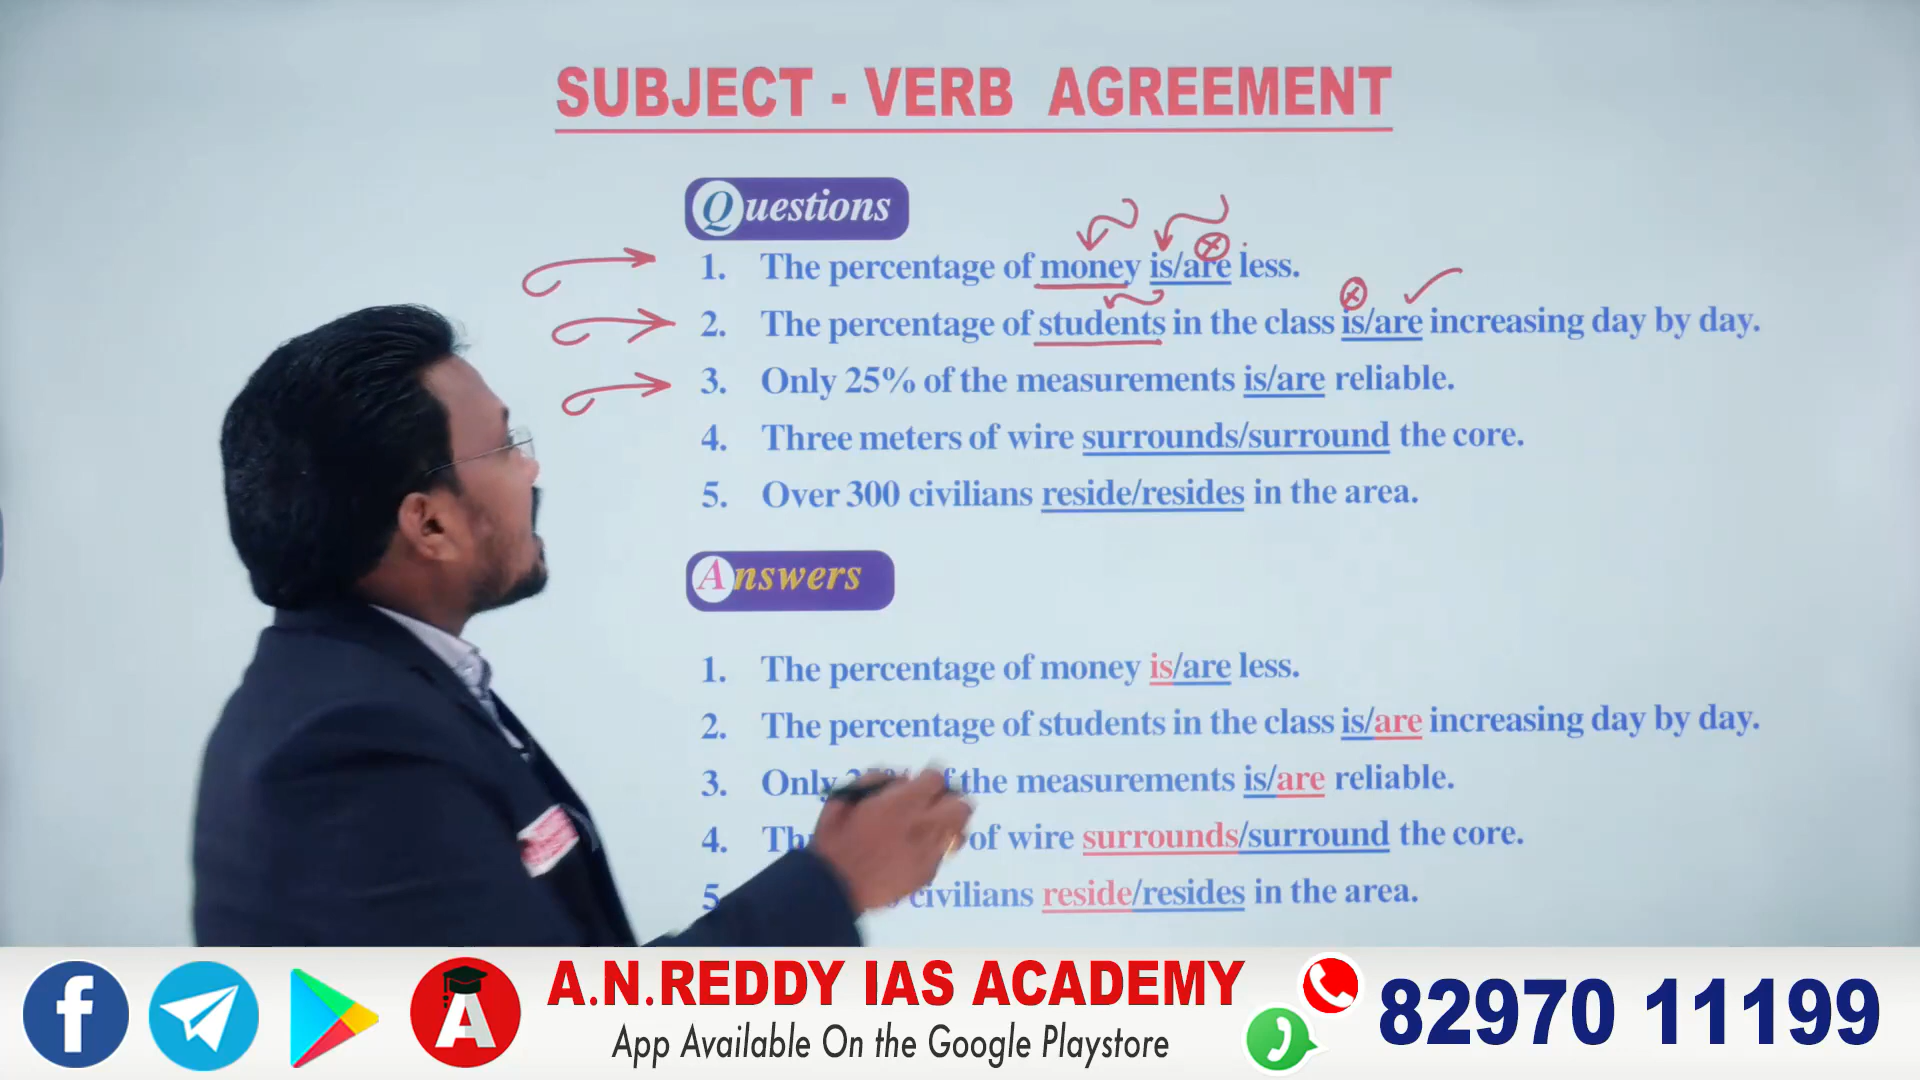 SUBJECT - VERB AGREEMENT
Questions
1. The percentage of money is/are less.
2. The percentage of students in the class is/are increasing day by day.
3. Only 25% of the measurements is/are reliable.
4. Three meters of wire surrounds/surround the core.
5. Over 300 civilians reside/resides in the area.
Answers
1. The percentage of money is/are less.
2. The percentage of students in the class is/are increasing day by day.
3. Only the measurements is/are reliable.
4. of wire surrounds/surround the core.
5 civilians reside/resides in the area.
A.N.REDDY IAS ACADEMY
App Available On the Google Playstore
82970 11199